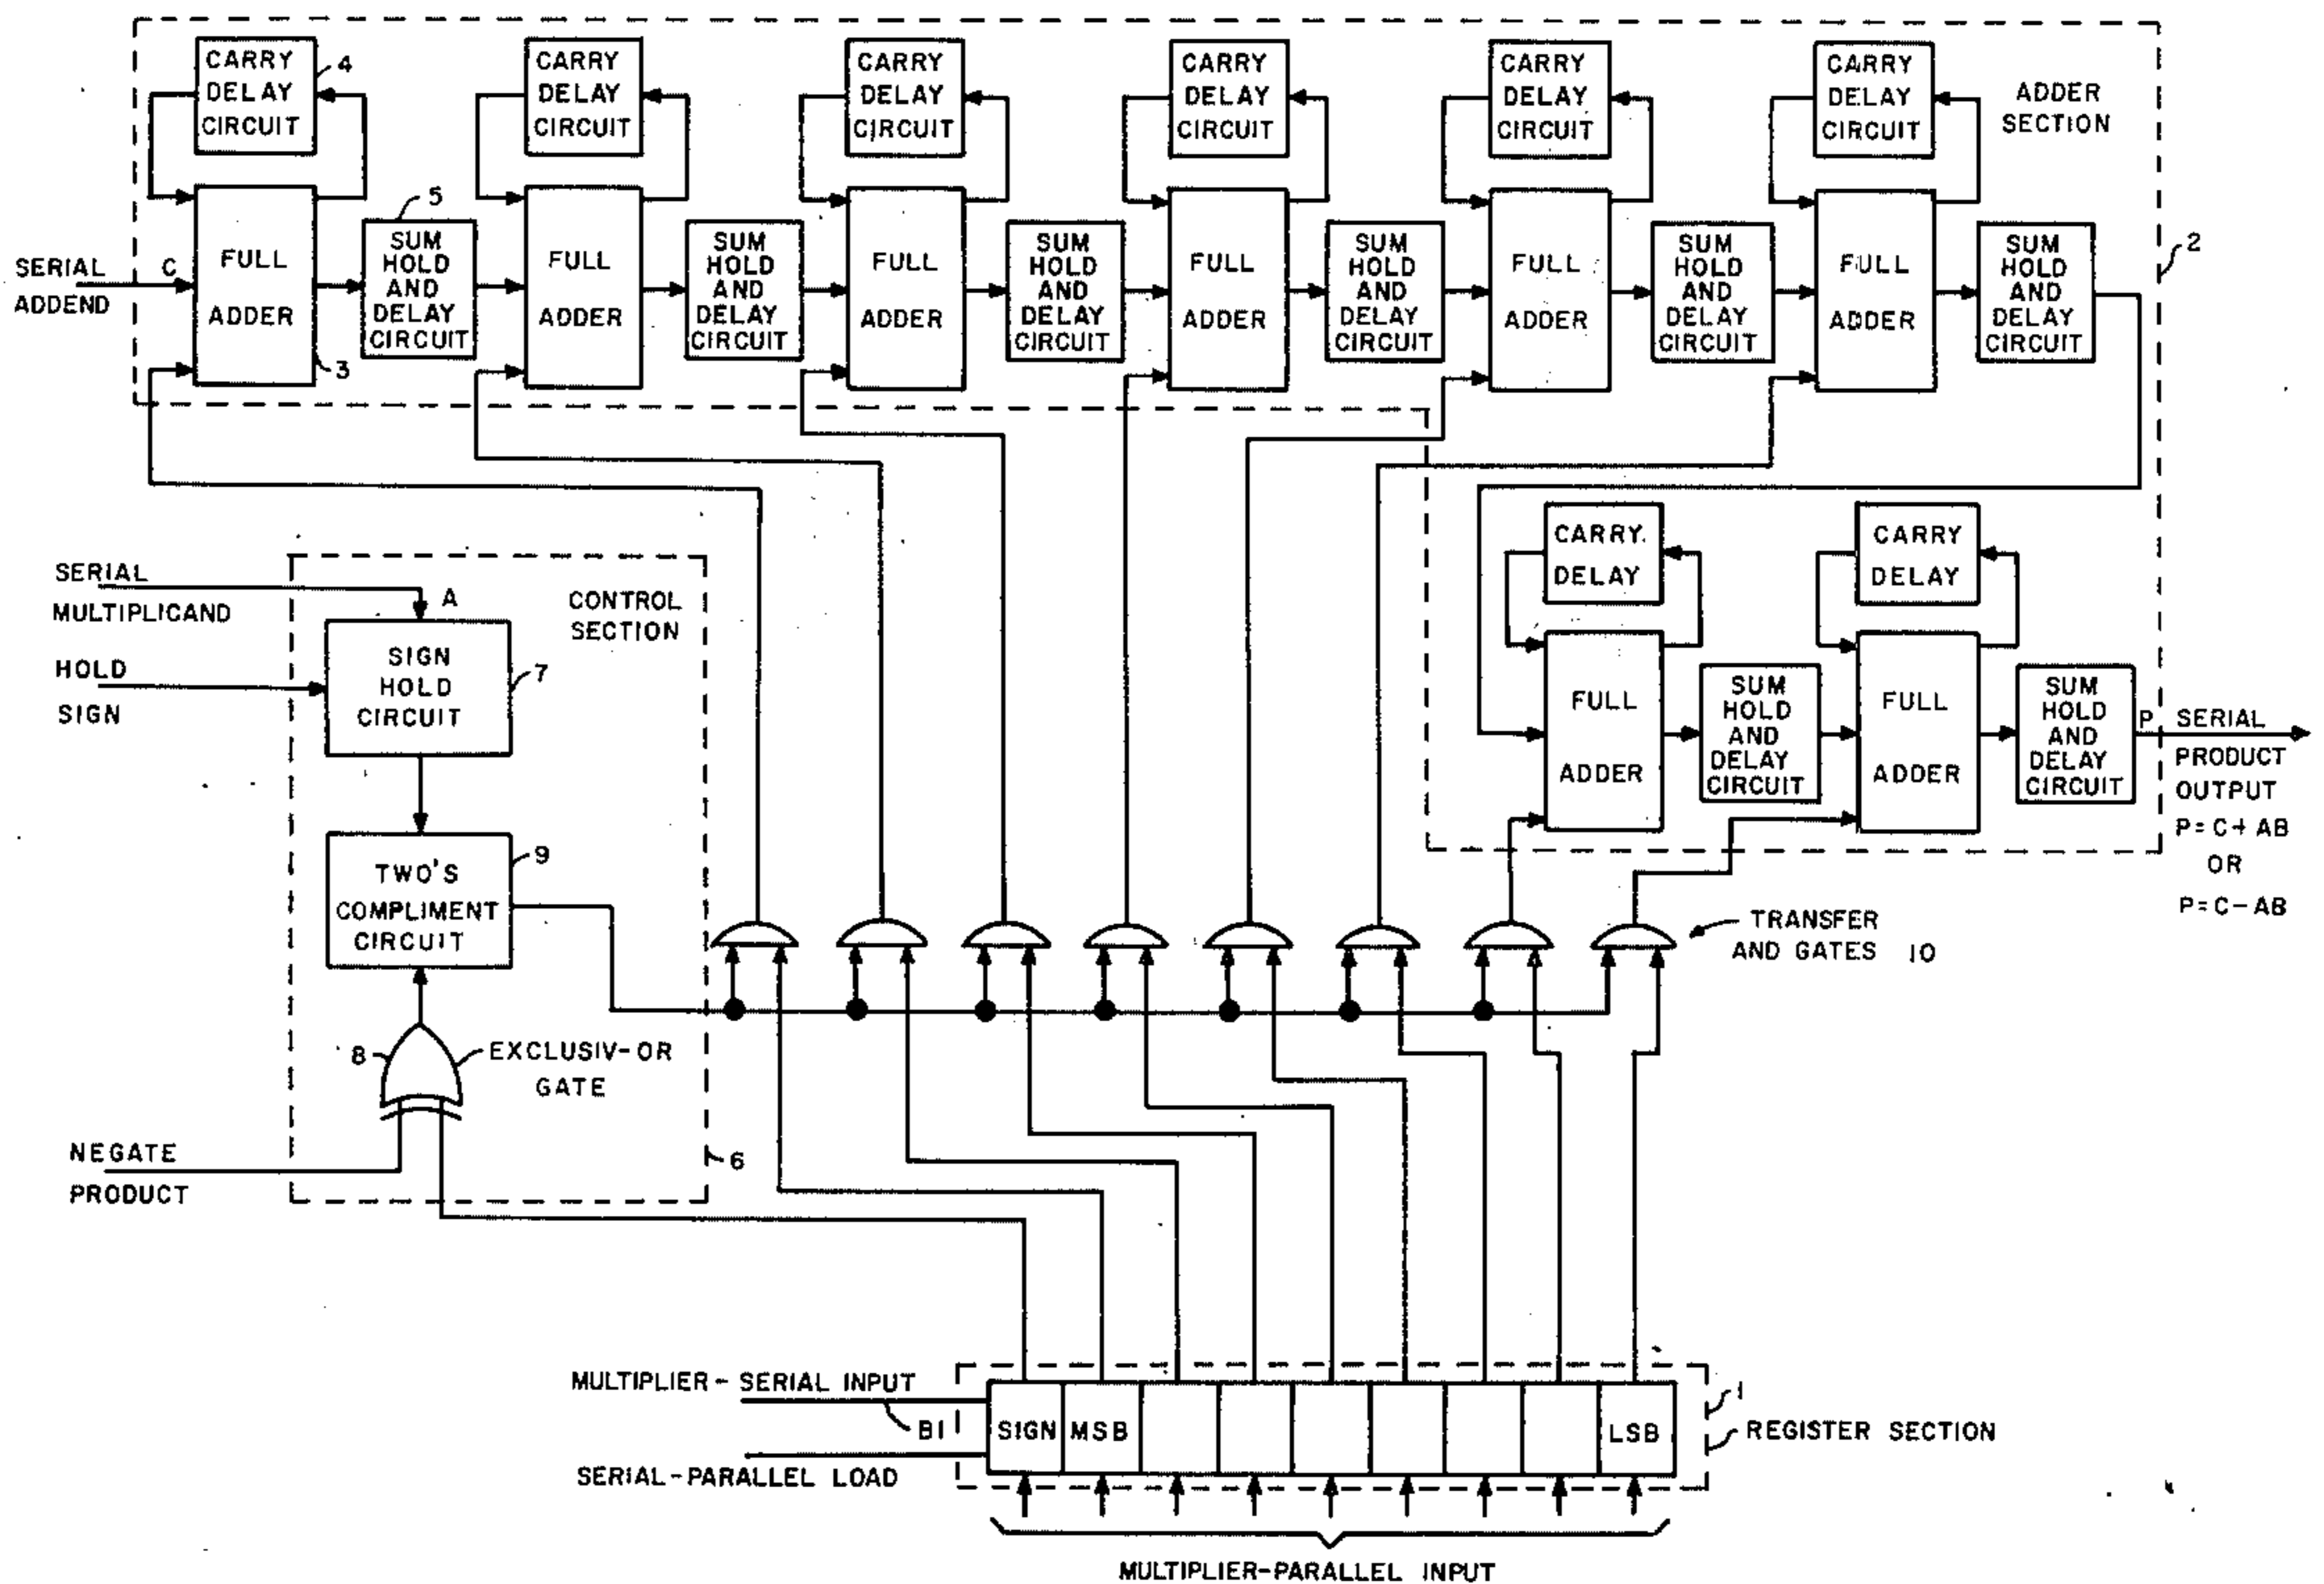 CARRY
DELAY
CIRCUIT
4
CARRY
DELAY
CIRCUIT
CARRY
DELAY
CIRCUIT
CARRY
DELAY
CIRCUIT
CARRY
DELAY
CIRCUIT
CARRY
DELAY
CIRCUIT
ADDER
SECTION
2
SERIAL
ADDEND
C
FULL
ADDER
3
5
SUM
HOLD
AND
DELAY
CIRCUIT
FULL
ADDER
SUM
HOLD
AND
DELAY
CIRCUIT
FULL
ADDER
SUM
HOLD
AND
DELAY
CIRCUIT
FULL
ADDER
SUM
HOLD
AND
DELAY
CIRCUIT
FULL
ADDER
SUM
HOLD
AND
DELAY
CIRCUIT
FULL
ADDER
SUM
HOLD
AND
DELAY
CIRCUIT
CARRY
DELAY
CARRY
DELAY
FULL
ADDER
SUM
HOLD
AND
DELAY
CIRCUIT
FULL
ADDER
SUM
HOLD
AND
DELAY
CIRCUIT
P
SERIAL
PRODUCT
OUTPUT
P=C+AB
OR
P=C-AB
SERIAL
MULTIPLICAND
A
CONTROL
SECTION
HOLD
SIGN
SIGN
HOLD
CIRCUIT
7
TWO'S
COMPLIMENT
CIRCUIT
9
TRANSFER
AND GATES 10
8
EXCLUSIV-OR
GATE
NEGATE
PRODUCT
6
MULTIPLIER-SERIAL INPUT
B1
SERIAL-PARALLEL LOAD
SIGN
MSB
LSB
1
REGISTER SECTION
MULTIPLIER-PARALLEL INPUT